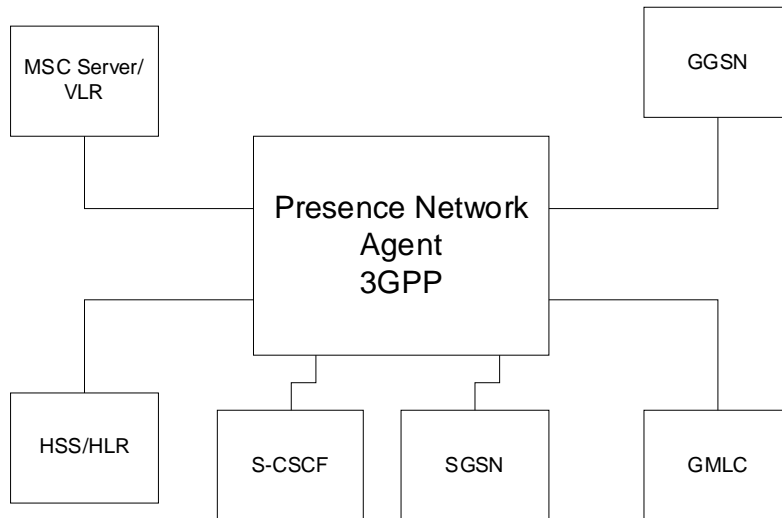 MSC Server/
VLR
GGSN
Presence Network
Agent
3GPP
HSS/HLR
S-CSCF
SGSN
GMLC